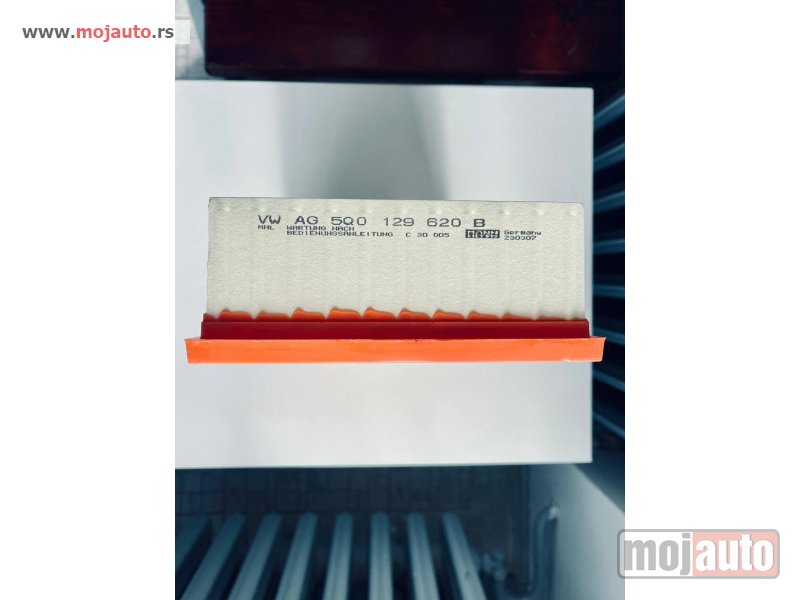 www.mojauto.rs
VW AG 5Q0 129 620 B
MHL WARTUNG NACH
BEDIENUNGSANLEITUNG C 30 005 MANN FILTER Germany
230307
mojauto